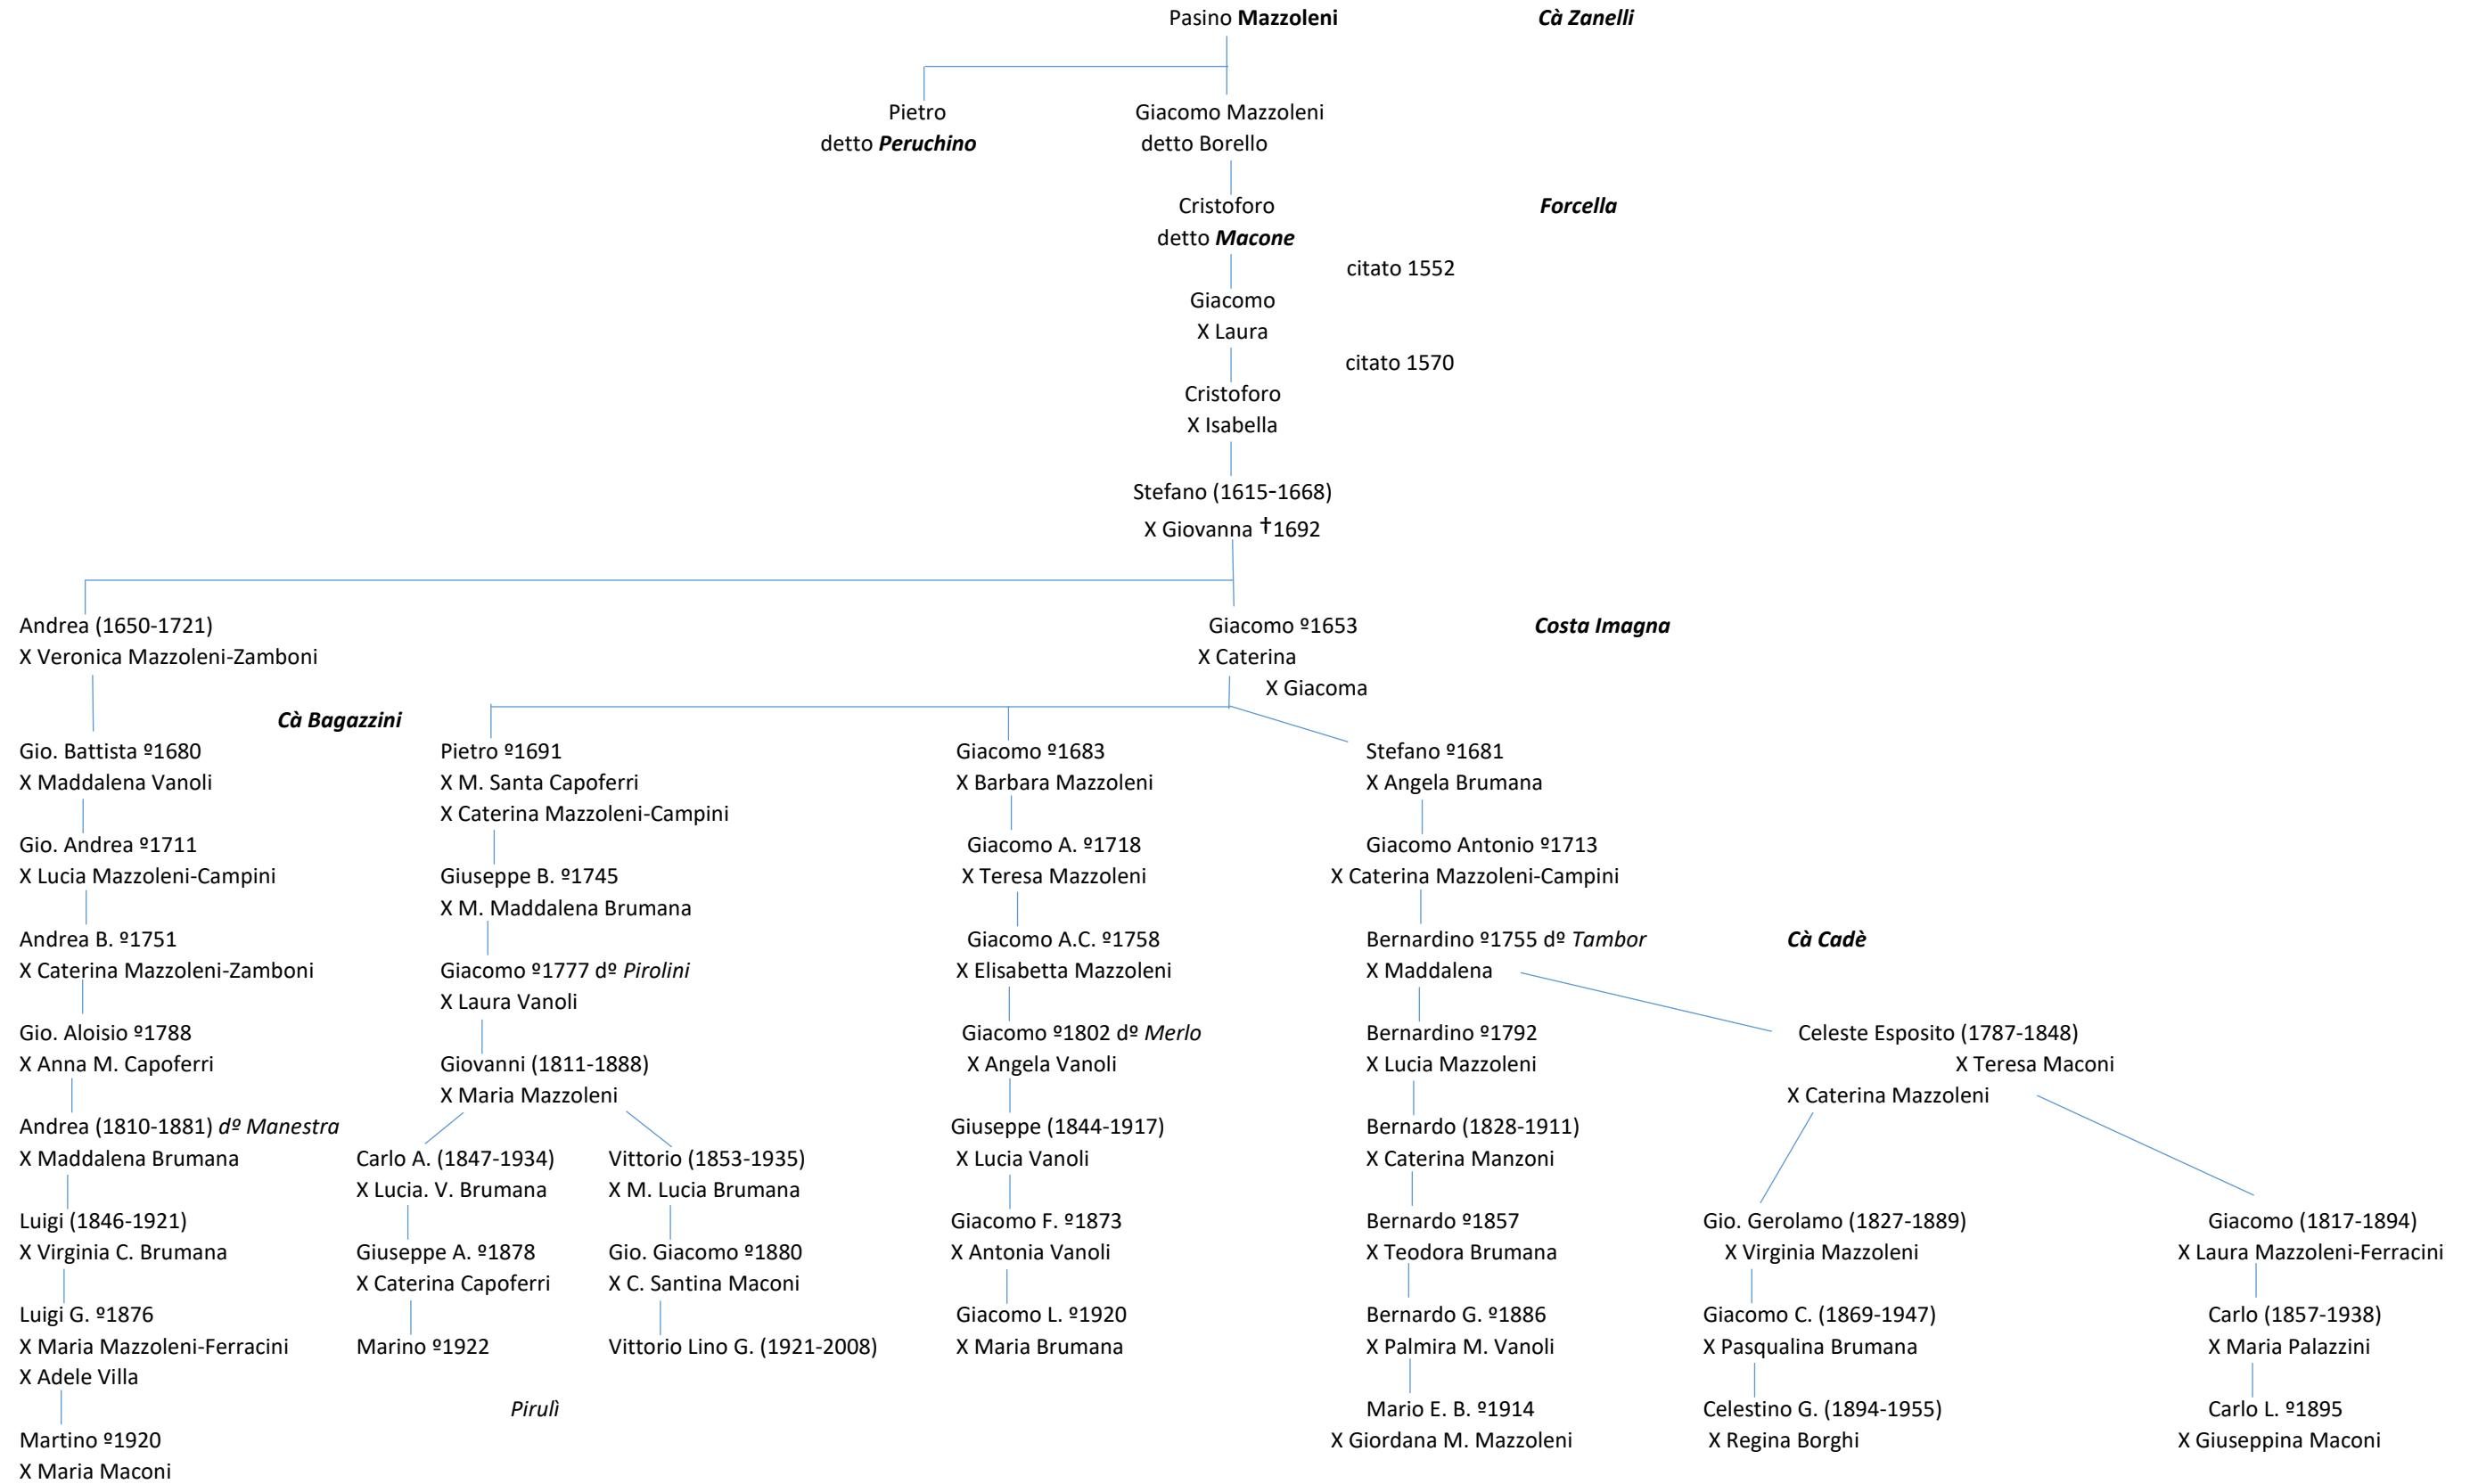 Pasino Mazzoleni
Cà Zanelli
Pietro
detto Peruchino
Giacomo Mazzoleni
detto Borello
Cristoforo
detto Macone
Forcella
citato 1552
Giacomo
X Laura
citato 1570
Cristoforo
X Isabella
Stefano (1615-1668)
X Giovanna †1692
Andrea (1650-1721)
X Veronica Mazzoleni-Zamboni
Giacomo º1653
X Caterina
X Giacoma
Costa Imagna
Cà Bagazzini
Gio. Battista º1680
X Maddalena Vanoli
Gio. Andrea º1711
X Lucia Mazzoleni-Campini
Andrea B. º1751
X Caterina Mazzoleni-Zamboni
Gio. Aloisio º1788
X Anna M. Capoferri
Andrea (1810-1881) dº Manestra
X Maddalena Brumana
Luigi (1846-1921)
X Virginia C. Brumana
Luigi G. º1876
X Maria Mazzoleni-Ferracini
X Adele Villa
Martino º1920
X Maria Maconi
Pietro º1691
X M. Santa Capoferri
X Caterina Mazzoleni-Campini
Giuseppe B. º1745
X M. Maddalena Brumana
Giacomo º1777 dº Pirolini
X Laura Vanoli
Giovanni (1811-1888)
X Maria Mazzoleni
Carlo A. (1847-1934)
X Lucia. V. Brumana
Giuseppe A. º1878
X Caterina Capoferri
Marino º1922
Vittorio (1853-1935)
X M. Lucia Brumana
Gio. Giacomo º1880
X C. Santina Maconi
Vittorio Lino G. (1921-2008)
Pirulì
Giacomo º1683
X Barbara Mazzoleni
Giacomo A. º1718
X Teresa Mazzoleni
Giacomo A.C. º1758
X Elisabetta Mazzoleni
Giacomo º1802 dº Merlo
X Angela Vanoli
Giuseppe (1844-1917)
X Lucia Vanoli
Giacomo F. º1873
X Antonia Vanoli
Giacomo L. º1920
X Maria Brumana
Stefano º1681
X Angela Brumana
Giacomo Antonio º1713
X Caterina Mazzoleni-Campini
Bernardino º1755 dº Tambor
X Maddalena
Cà Cadè
Bernardino º1792
X Lucia Mazzoleni
Bernardo (1828-1911)
X Caterina Manzoni
Bernardo º1857
X Teodora Brumana
Bernardo G. º1886
X Palmira M. Vanoli
Mario E. B. º1914
X Giordana M. Mazzoleni
Celeste Esposito (1787-1848)
X Teresa Maconi
X Caterina Mazzoleni
Gio. Gerolamo (1827-1889)
X Virginia Mazzoleni
Giacomo C. (1869-1947)
X Pasqualina Brumana
Celestino G. (1894-1955)
X Regina Borghi
Giacomo (1817-1894)
X Laura Mazzoleni-Ferracini
Carlo (1857-1938)
X Maria Palazzini
Carlo L. º1895
X Giuseppina Maconi